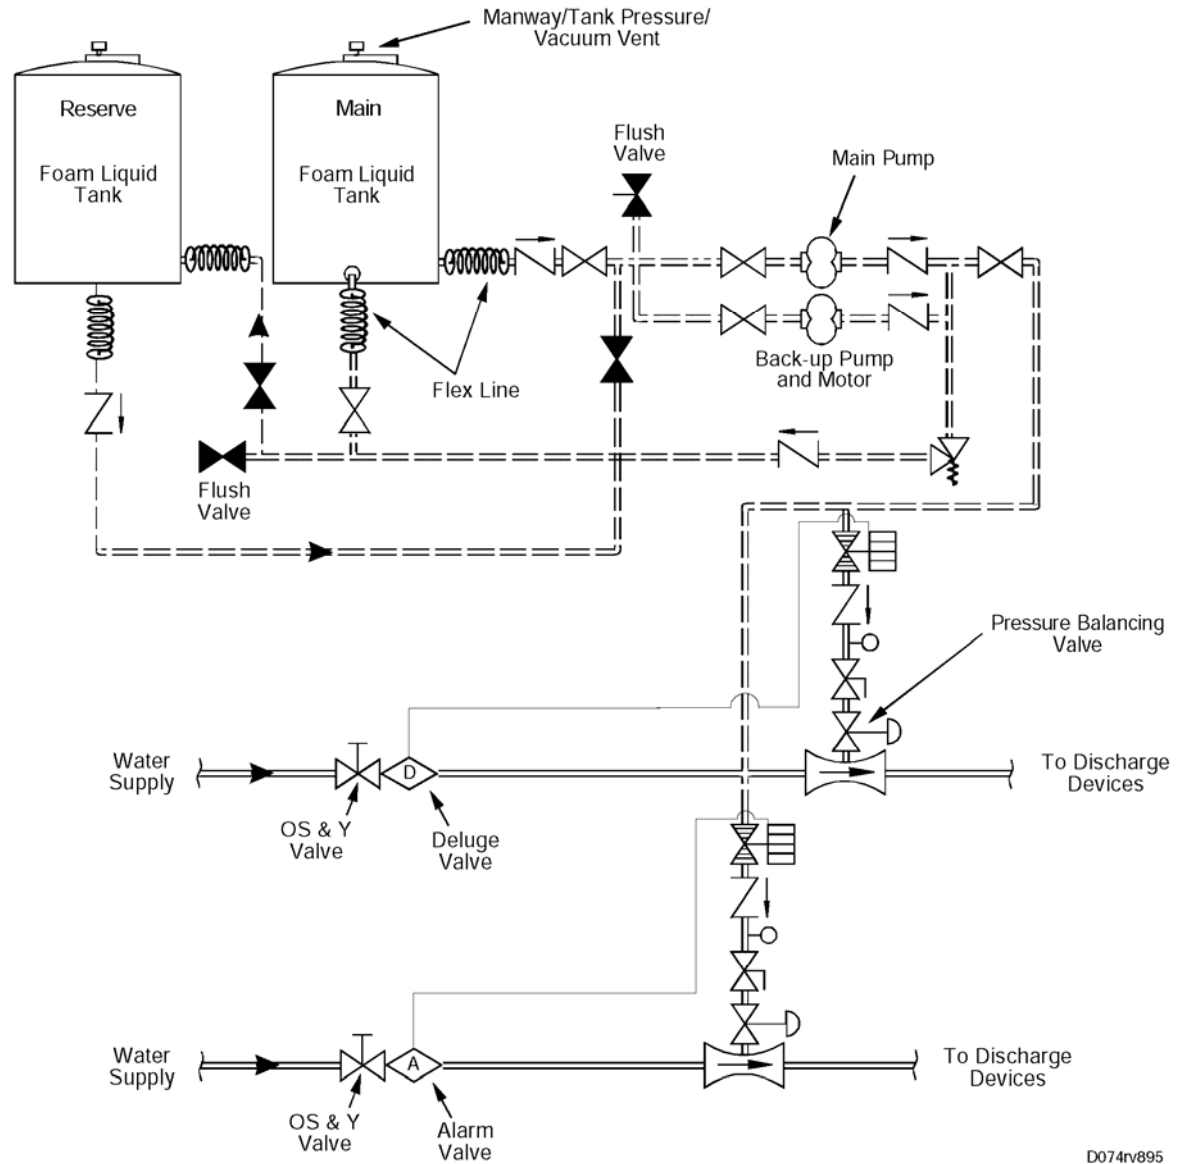 Manway/Tank Pressure/
Vacuum Vent
Reserve
Foam Liquid
Tank
Main
Foam Liquid
Tank
Flush
Valve
Main Pump
Back-up Pump
and Motor
Flex Line
Flush
Valve
Pressure Balancing
Valve
Water
Supply
D
OS & Y
Valve
Deluge
Valve
To Discharge
Devices
Water
Supply
A
OS & Y
Valve
Alarm
Valve
To Discharge
Devices
D074rv895